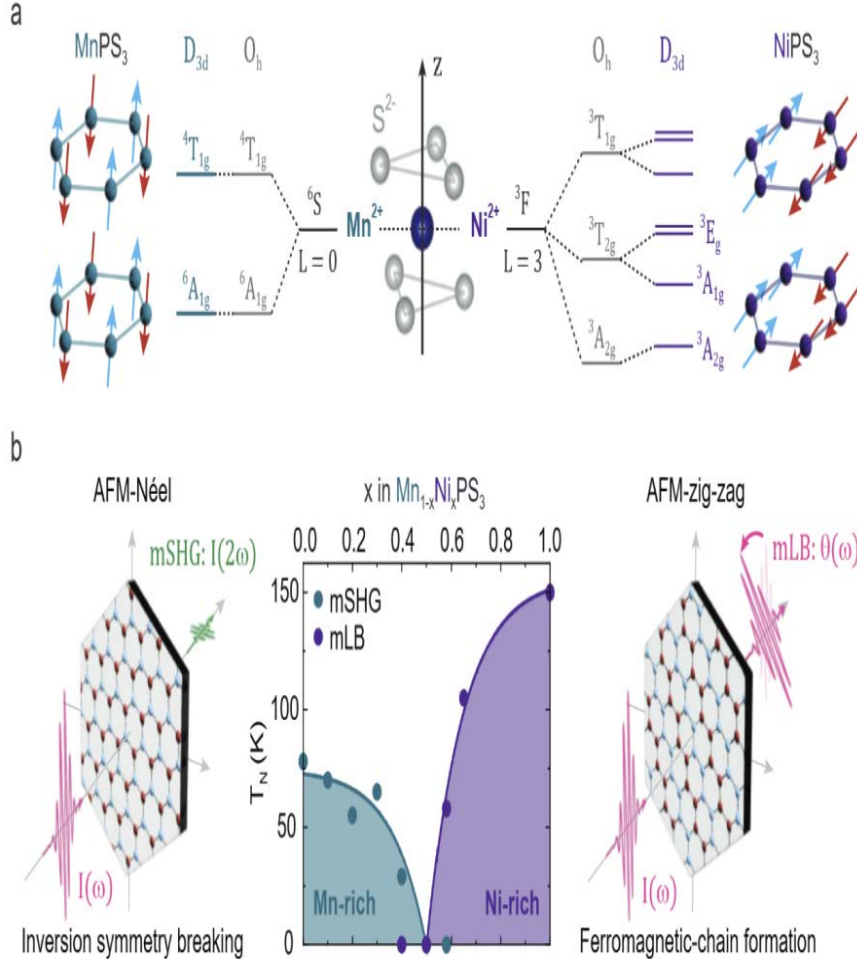 a
MnPS₃ D₃d Oₕ z Oₕ D₃d NiPS₃
S²⁻
⁴T₁g ⁴T₁g ³T₁g
⁶S Mn²⁺ Ni²⁺ ³F
L = 0 L = 3
³T₂g ³Eg
⁶A₁g ⁶A₁g ³A₁g
³A₂g ³A₂g
b
AFM-Néel x in Mn₁₋ₓNiₓPS₃ AFM-zig-zag
0.0 0.2 0.4 0.6 0.8 1.0
mSHG: I(2ω) mLB: θ(ω)
150
mSHG
mLB
100
T_N (K)
50
I(ω) Mn-rich Ni-rich I(ω)
0
Inversion symmetry breaking Ferromagnetic-chain formation